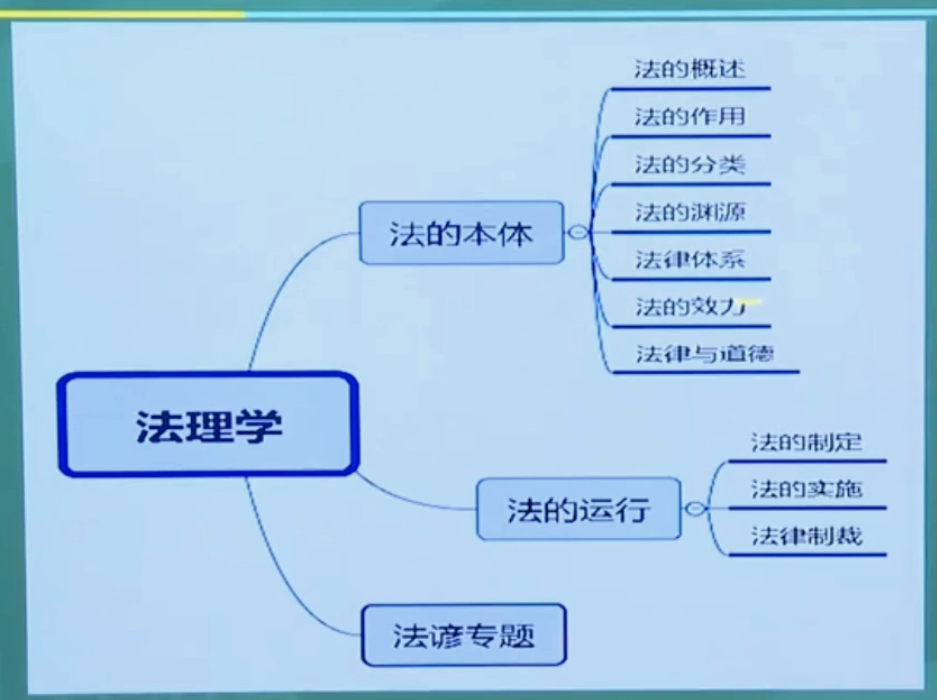 法理学
法的本体
法的概述
法的作用
法的分类
法的渊源
法律体系
法的效力
法律与道德
法的运行
法的制定
法的实施
法律制裁
法谚专题